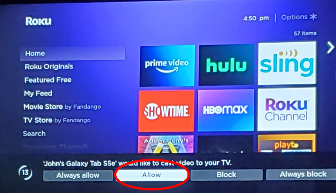 Roku
4:50 pm | Options ✻
57 Items
Home
Roku Originals
Featured Free
My Feed
Movie Store by Fandango
TV Store by Fandango
Search
prime video
hulu
sling
SHOWTIME
HBOmax
Roku
Channel
playto
13
'John's Galaxy Tab S5e' would like to cast video to your TV.
Always allow
Allow
Block
Always block